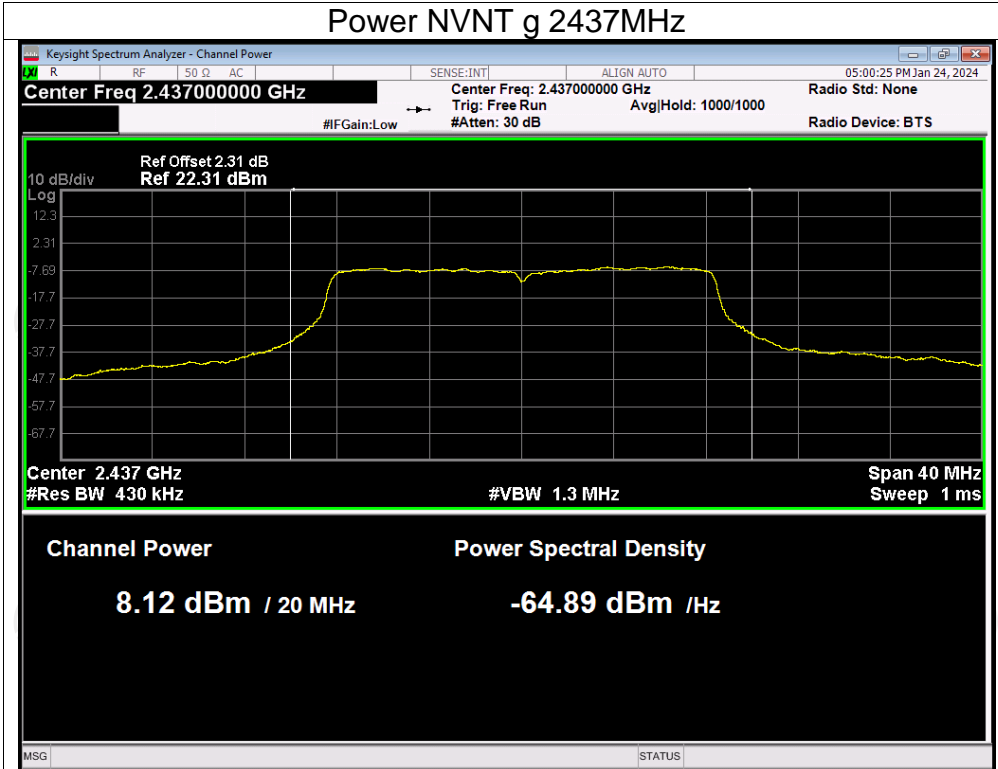 Power NVNT g 2437MHz
Keysight Spectrum Analyzer - Channel Power
LXI R RF 50 Ω AC SENSE:INT ALIGN AUTO 05:00:25 PM Jan 24, 2024
Center Freq 2.437000000 GHz Center Freq: 2.437000000 GHz Radio Std: None
Trig: Free Run Avg|Hold: 1000/1000
#IFGain:Low #Atten: 30 dB Radio Device: BTS
Ref Offset 2.31 dB
10 dB/div Ref 22.31 dBm
Log
12.3
2.31
-7.69
-17.7
-27.7
-37.7
-47.7
-57.7
-67.7
Center 2.437 GHz Span 40 MHz
#Res BW 430 kHz #VBW 1.3 MHz Sweep 1 ms
Channel Power Power Spectral Density
8.12 dBm / 20 MHz -64.89 dBm /Hz
MSG STATUS